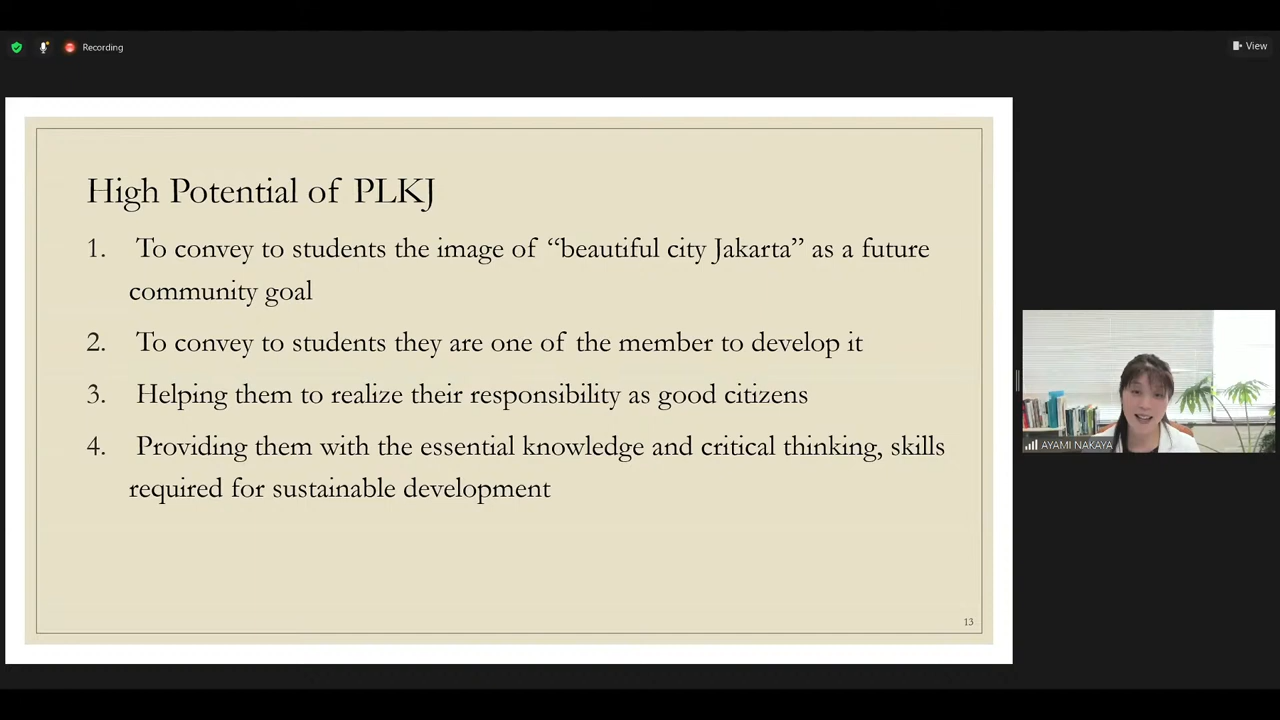 Recording
View
High Potential of PLKJ
1. To convey to students the image of “beautiful city Jakarta” as a future
community goal
2. To convey to students they are one of the member to develop it
3. Helping them to realize their responsibility as good citizens
4. Providing them with the essential knowledge and critical thinking, skills
required for sustainable development
13
AYAMI NAKAYA